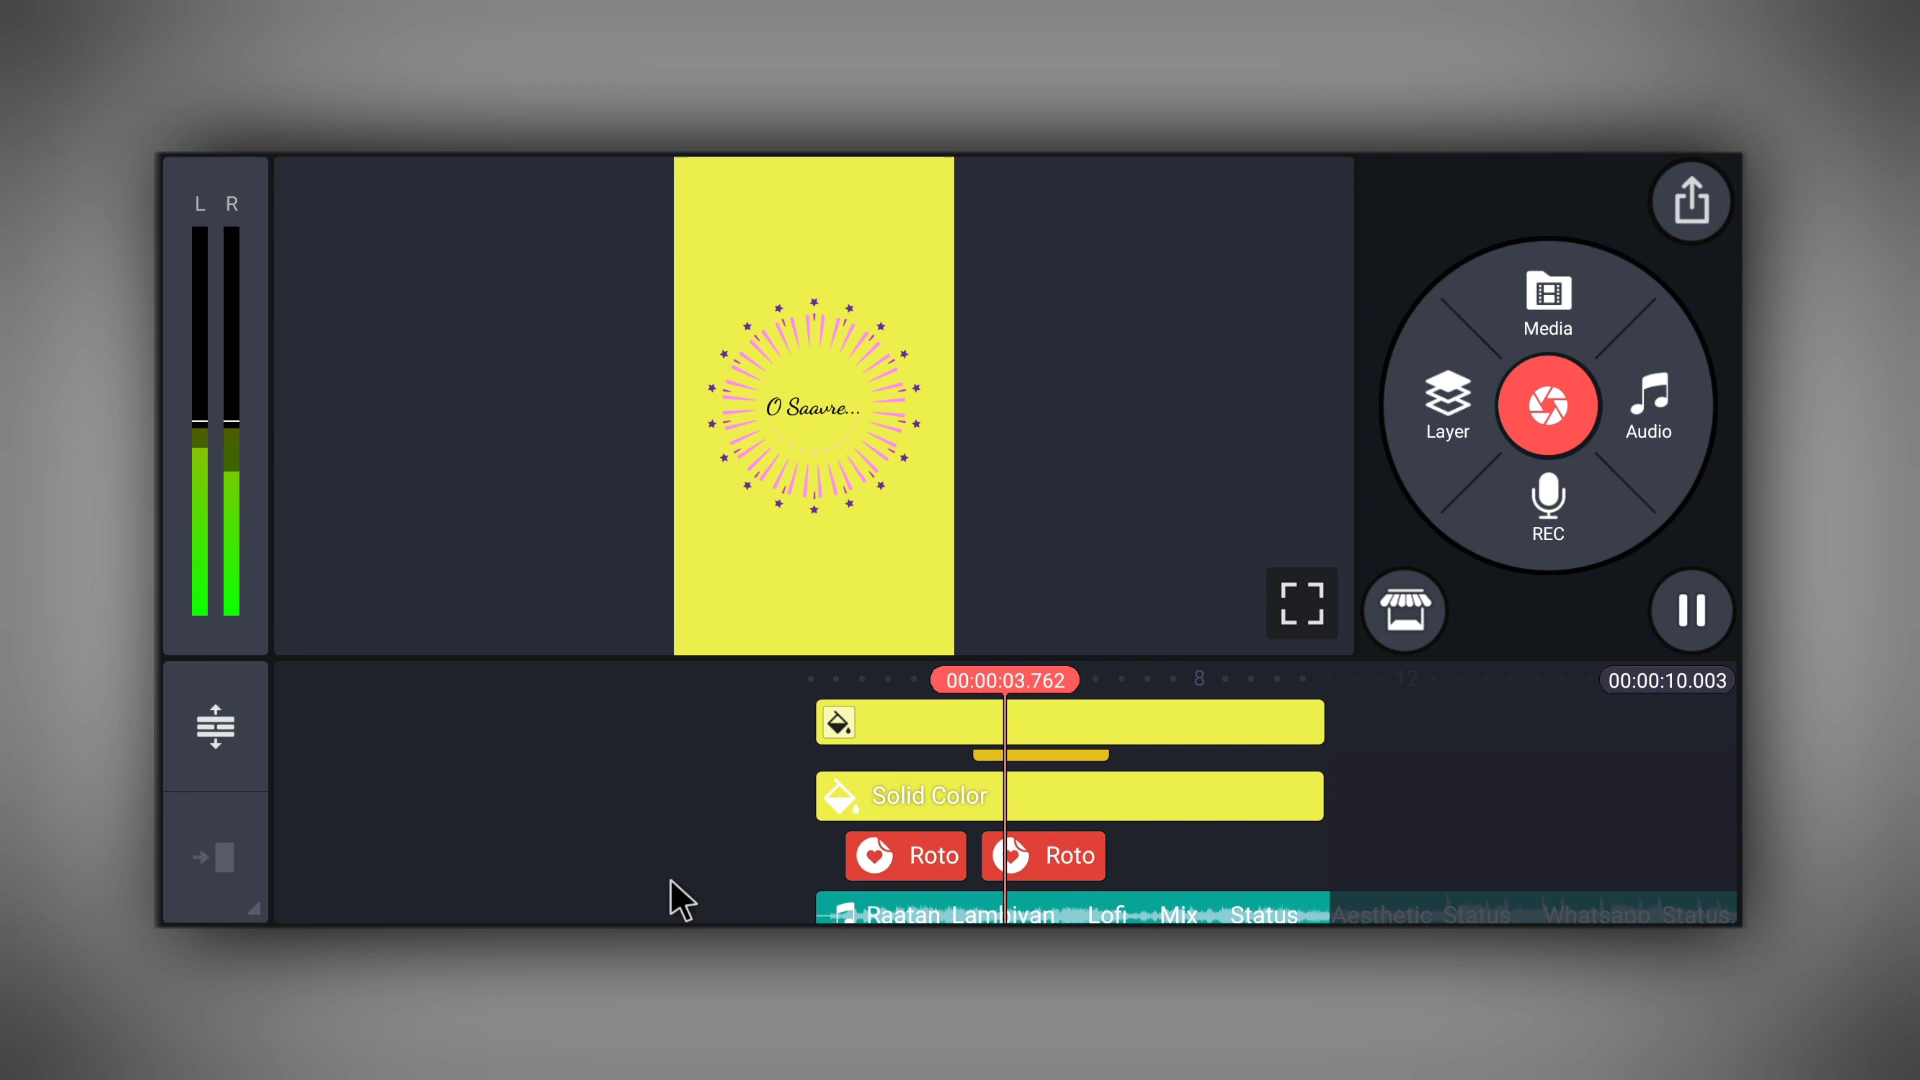 L R
Media
O Saavre...
Layer
Audio
REC
00:00:03.762
8
12
00:00:10.003
Solid Color
Roto
Roto
Raatan Lambiyan Lofi Mix Status Aesthetic Status Whatsapp Status.